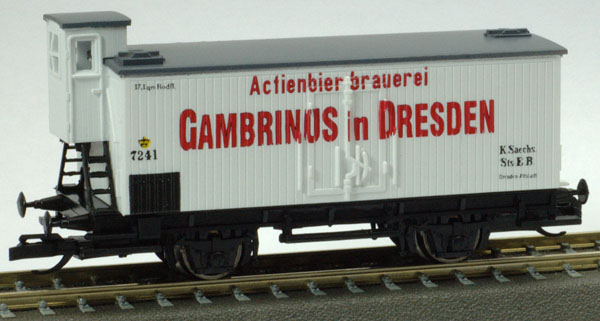 Actienbierbrauerei
GAMBRINUS in DRESDEN
7241
K.Saechs.
Sts.E.B.